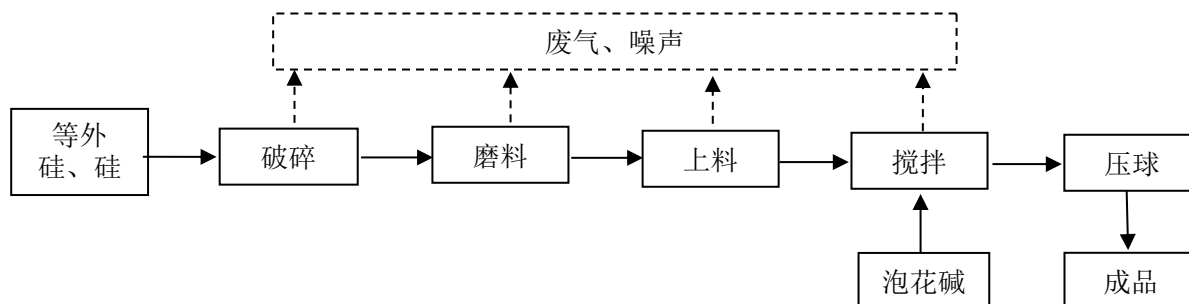 废气、噪声
等外
硅、硅
破碎
磨料
上料
搅拌
压球
泡花碱
成品